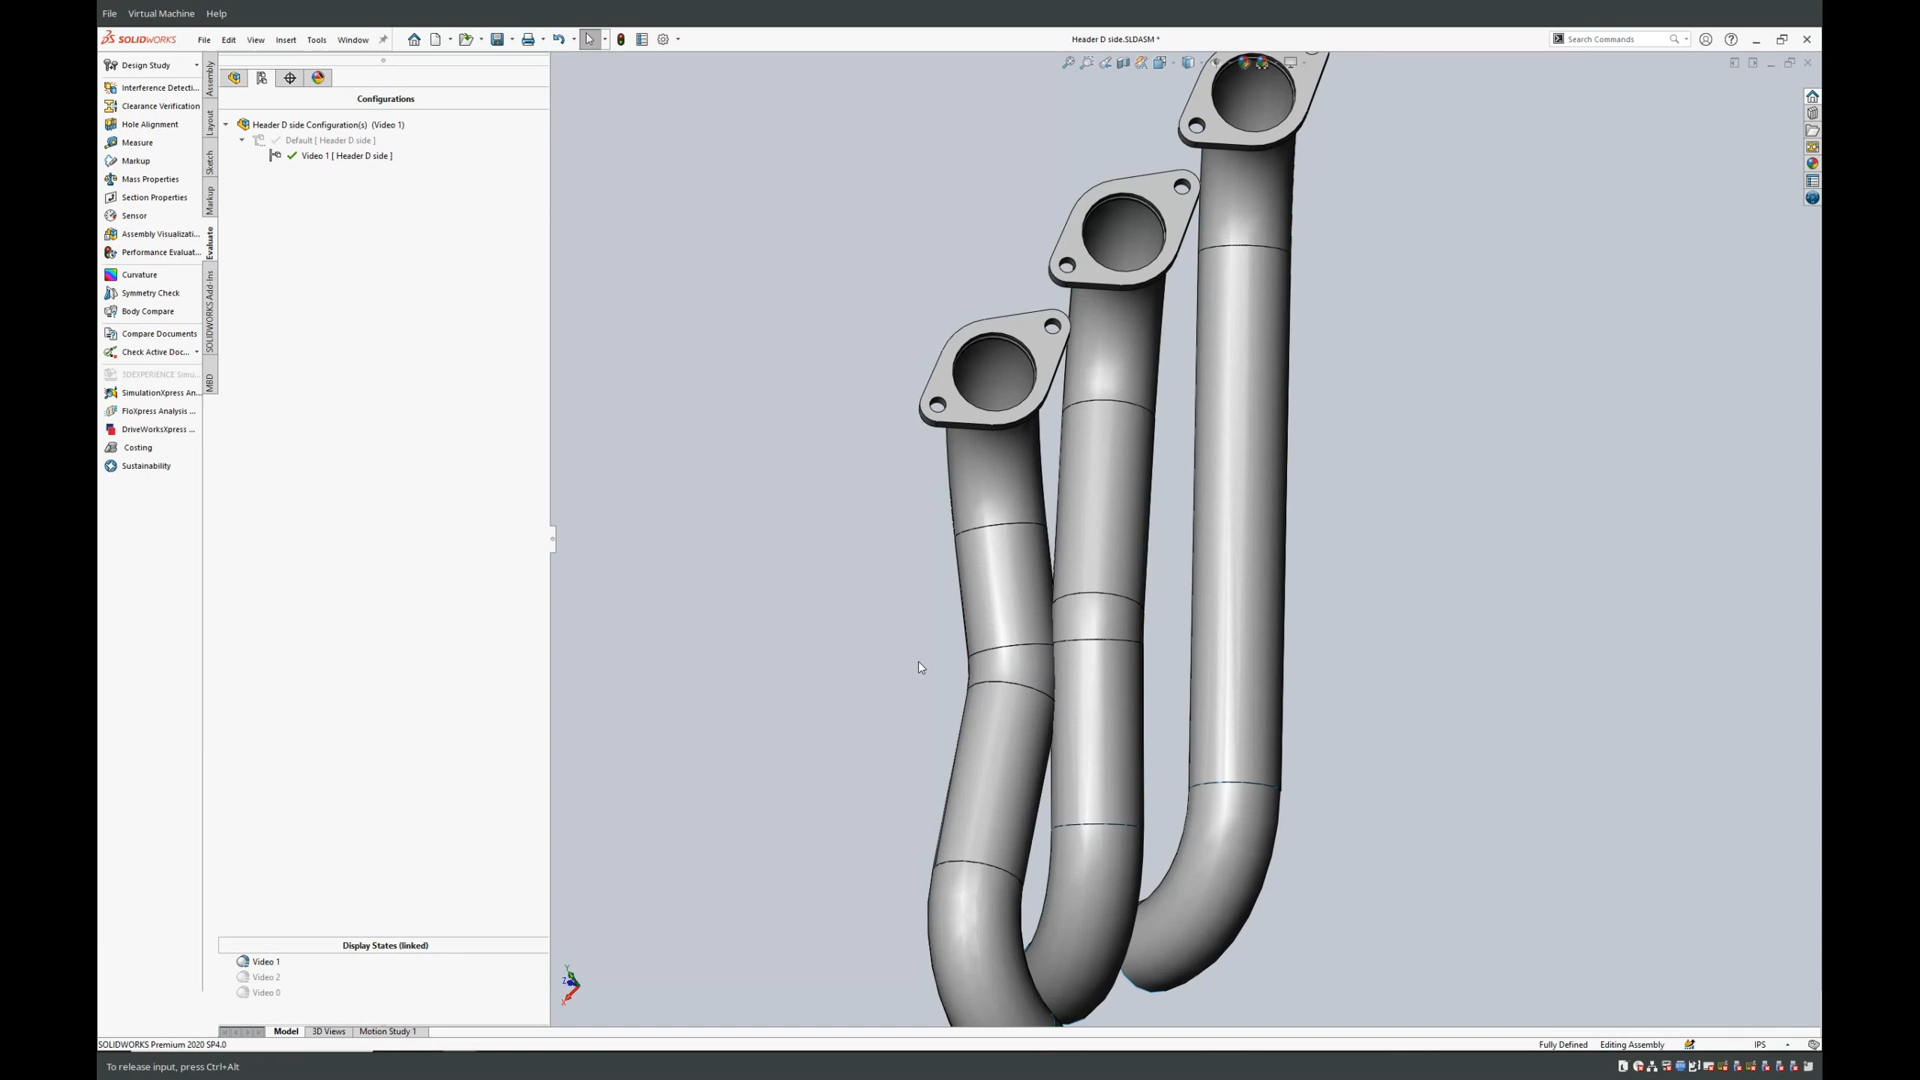 File Virtual Machine Help
SOLIDWORKS File Edit View Insert Tools Window Header D side.SLDASM * Search Commands
Design Study
Interference Detecti...
Clearance Verification
Hole Alignment
Measure
Markup
Mass Properties
Section Properties
Sensor
Assembly Visualizati...
Performance Evaluat...
Curvature
Symmetry Check
Body Compare
Compare Documents
Check Active Doc...
3DEXPERIENCE Simu...
SimulationXpress An...
FloXpress Analysis ...
DriveWorksXpress ...
Costing
Sustainability
Assembly
Layout
Sketch
Markup
Evaluate
SOLIDWORKS Add-Ins
MBD
Configurations
Header D side Configuration(s) (Video 1)
Default [ Header D side ]
Video 1 [ Header D side ]
Display States (linked)
Video 1
Video 2
Video 0
Y
Z
X
Model 3D Views Motion Study 1
SOLIDWORKS Premium 2020 SP4.0 Fully Defined Editing Assembly IPS
To release input, press Ctrl+Alt